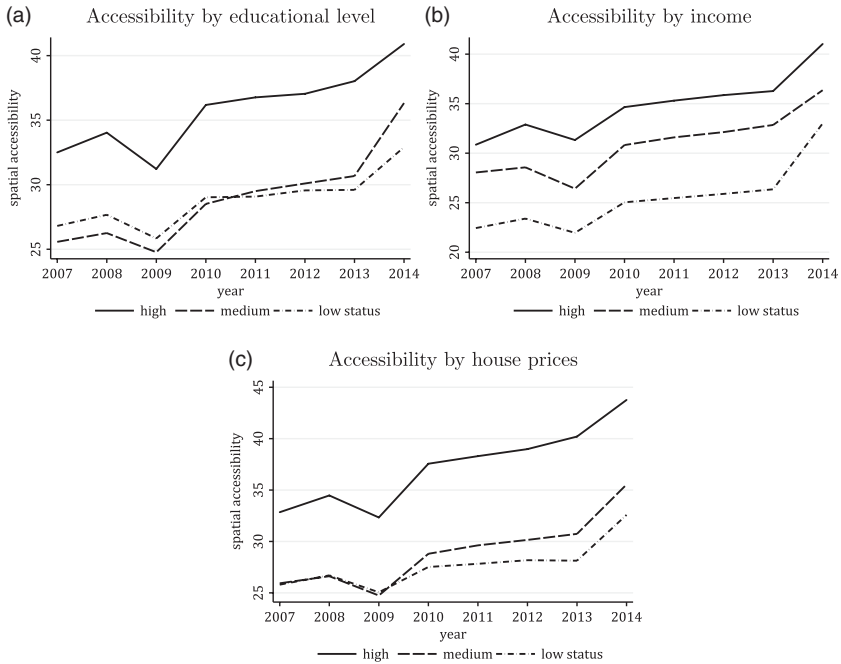 (a)
Accessibility by educational level
spatial accessibility
40
35
30
25
2007 2008 2009 2010 2011 2012 2013 2014
year
high medium low status
(b)
Accessibility by income
spatial accessibility
40
35
30
25
20
2007 2008 2009 2010 2011 2012 2013 2014
year
high medium low status
(c)
Accessibility by house prices
spatial accessibility
45
40
35
30
25
2007 2008 2009 2010 2011 2012 2013 2014
year
high medium low status